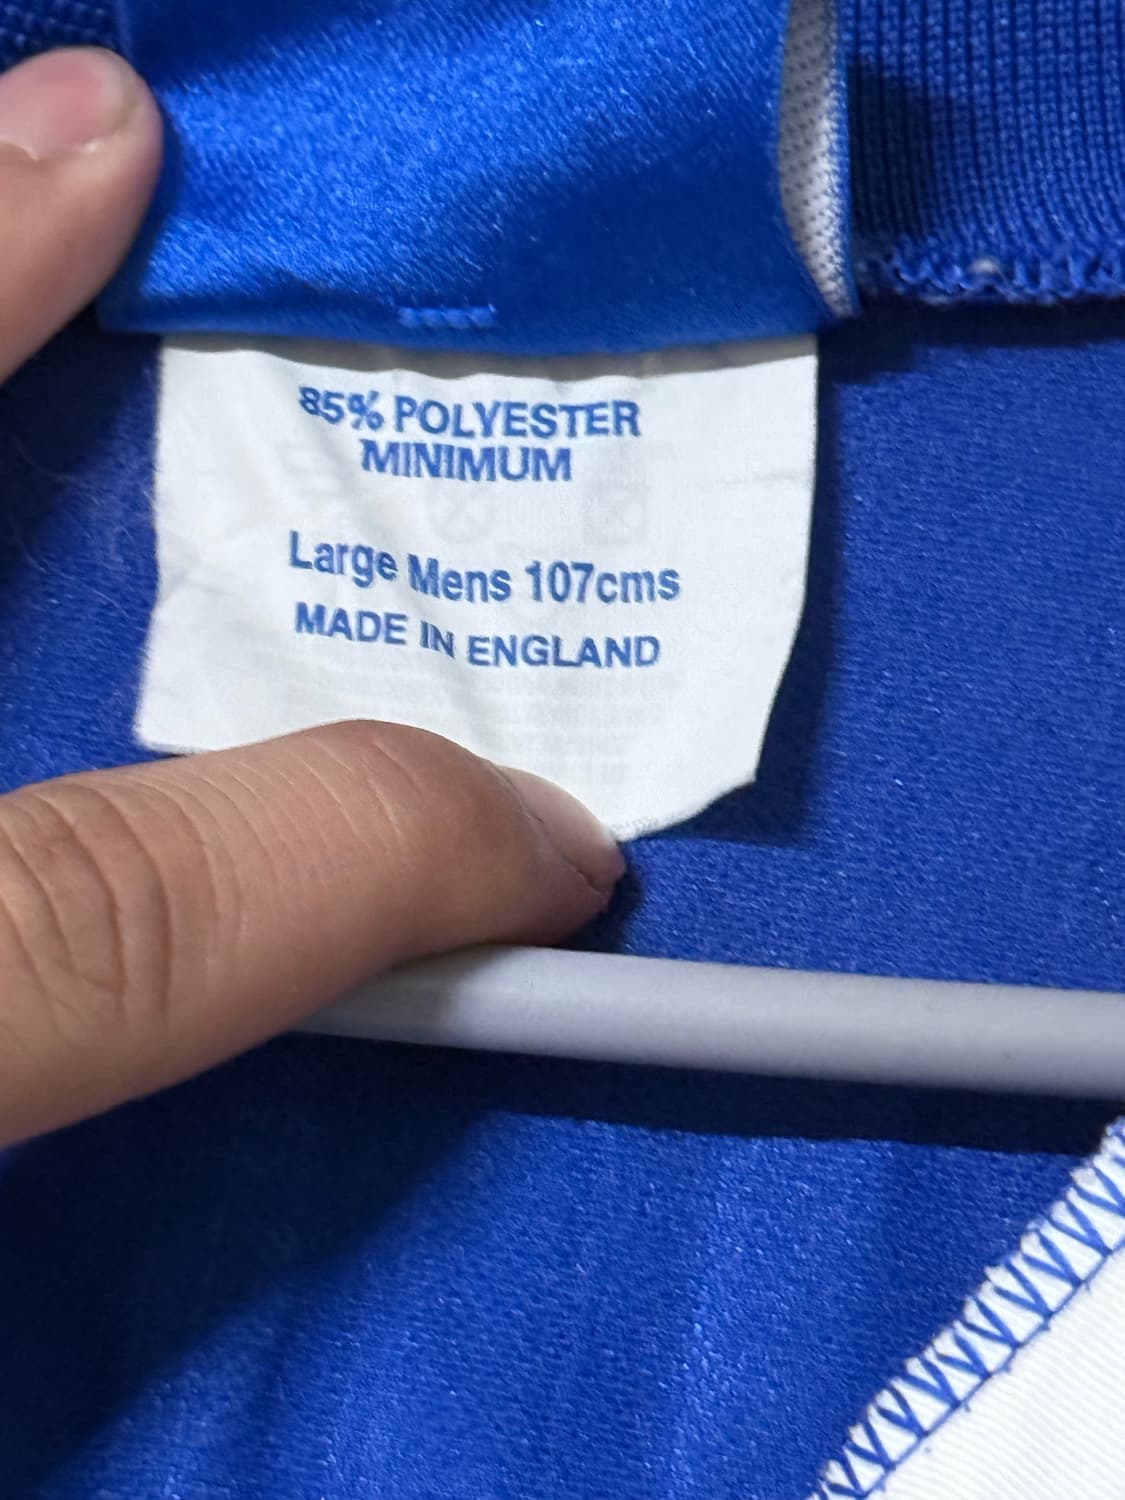 85% POLYESTER
MINIMUM
Large Mens 107cms
MADE IN ENGLAND